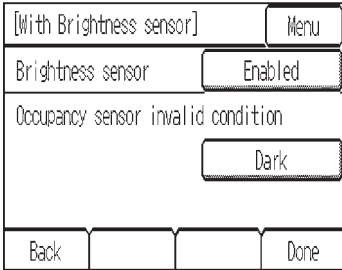 [With Brightness sensor] Menu
Brightness sensor Enabled
Occupancy sensor invalid condition
Dark
Back Done